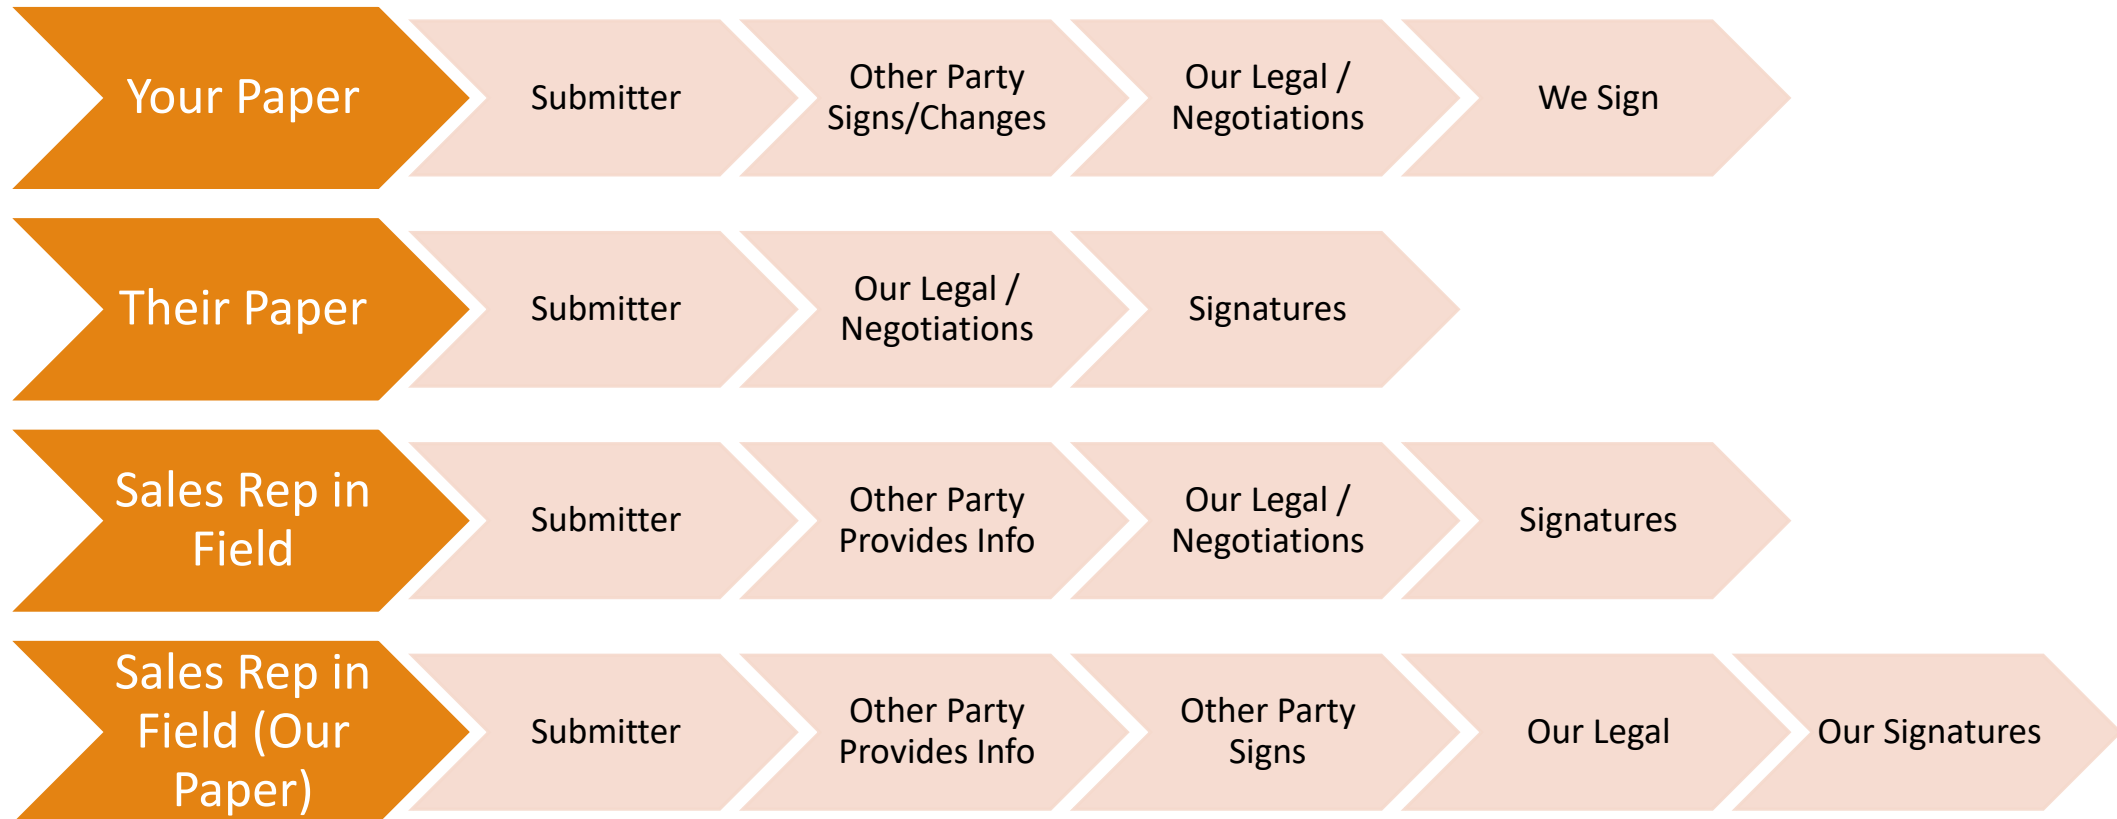 Your Paper
Submitter
Other Party
Signs/Changes
Our Legal /
Negotiations
We Sign
Their Paper
Submitter
Our Legal /
Negotiations
Signatures
Sales Rep in
Field
Submitter
Other Party
Provides Info
Our Legal /
Negotiations
Signatures
Sales Rep in
Field (Our
Paper)
Submitter
Other Party
Provides Info
Other Party
Signs
Our Legal
Our Signatures